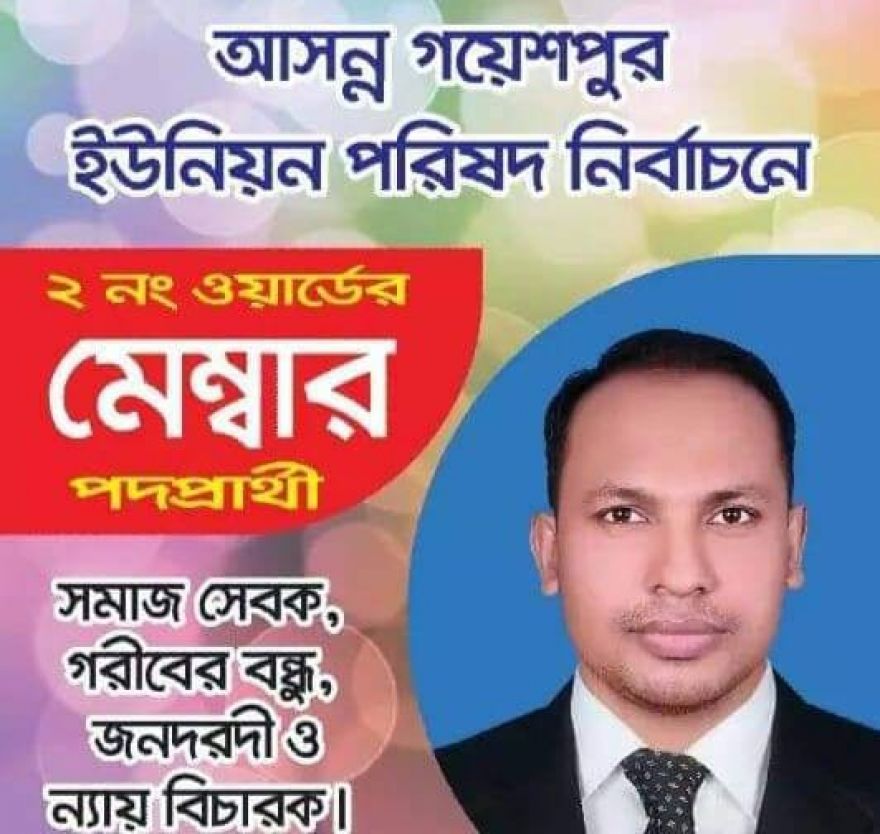 আসন্ন গয়েশপুর
ইউনিয়ন পরিষদ নির্বাচনে
২ নং ওয়ার্ডের
মেম্বার
পদপ্রার্থী
সমাজ সেবক,
গরীবের বন্ধু,
জনদরদী ও
ন্যায় বিচারক।